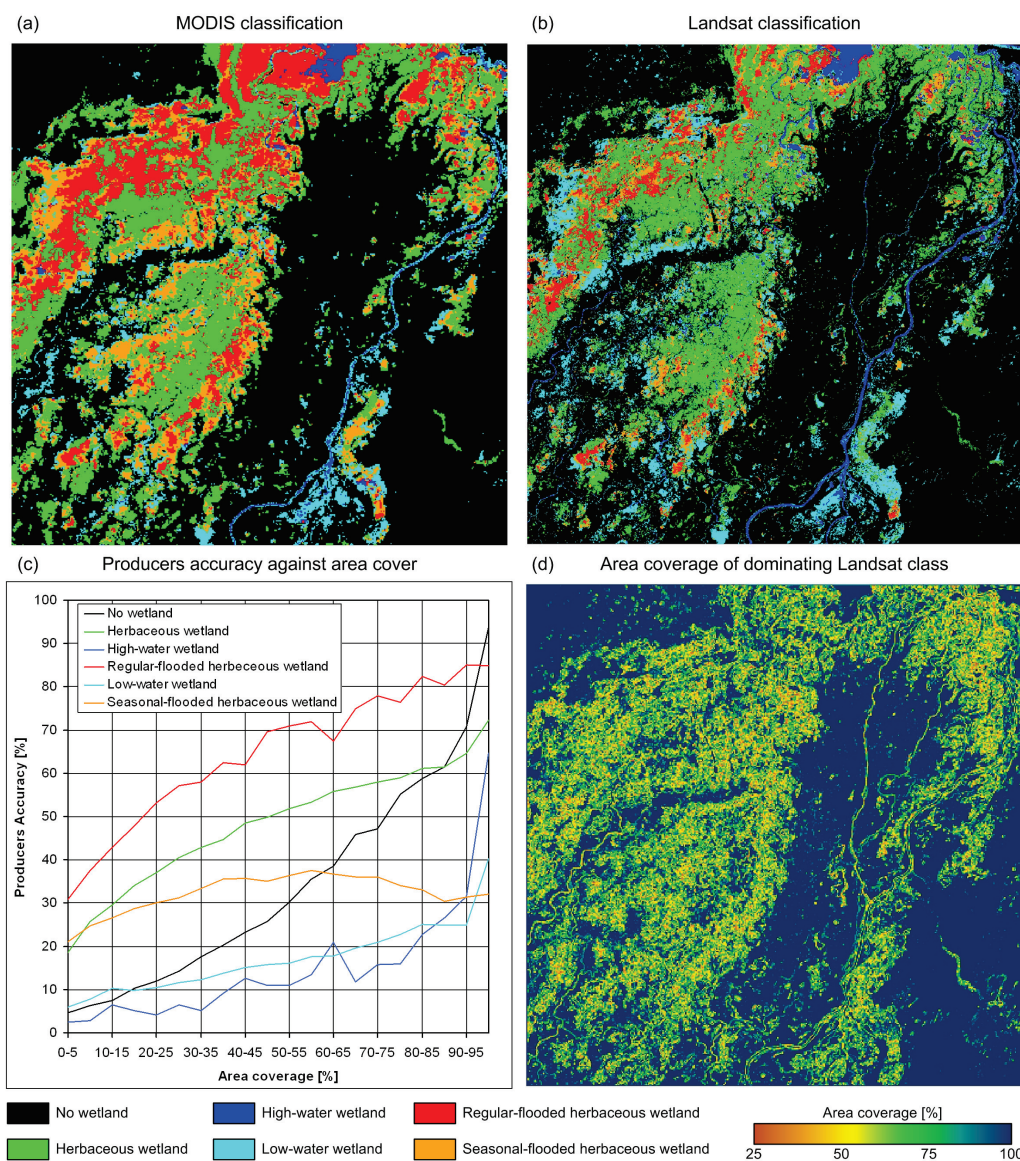 (a) MODIS classification
(b) Landsat classification
(c) Producers accuracy against area cover
(d) Area coverage of dominating Landsat class
100
90
80
70
60
50
40
30
20
10
0
Producers Accuracy [%]
No wetland
Herbaceous wetland
High-water wetland
Regular-flooded herbeceous wetland
Low-water wetland
Seasonal-flooded herbeceous wetland
0-5 10-15 20-25 30-35 40-45 50-55 60-65 70-75 80-85 90-95
Area coverage [%]
No wetland
High-water wetland
Regular-flooded herbaceous wetland
Herbaceous wetland
Low-water wetland
Seasonal-flooded herbaceous wetland
Area coverage [%]
25 50 75 100